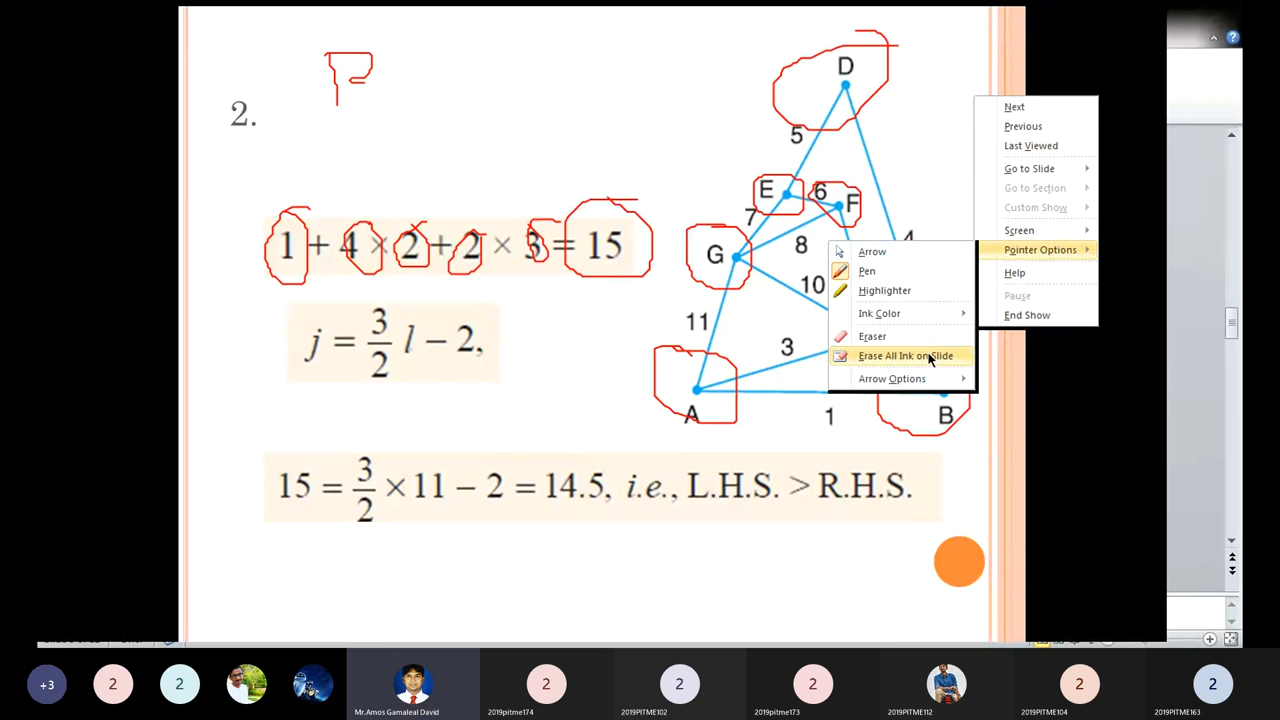 D
2.
5
E
6
F
7
1 + 4 × 2 + 2 × 3 = 15
G
8
10
j = 3/2 l − 2,
11
3
A
1
B
15 = 3/2 × 11 − 2 = 14.5, i.e., L.H.S. > R.H.S.
Next
Previous
Last Viewed
Go to Slide
Go to Section
Custom Show
Screen
Pointer Options
Help
Pause
End Show
Arrow
Pen
Highlighter
Ink Color
Eraser
Erase All Ink on Slide
Arrow Options
+3
2
2
Mr.Amos Gamaleal David
2
2019pitme174
2
2019PITME102
2
2019pitme173
2019PITME112
2
2019PITME104
2
2019PITME163